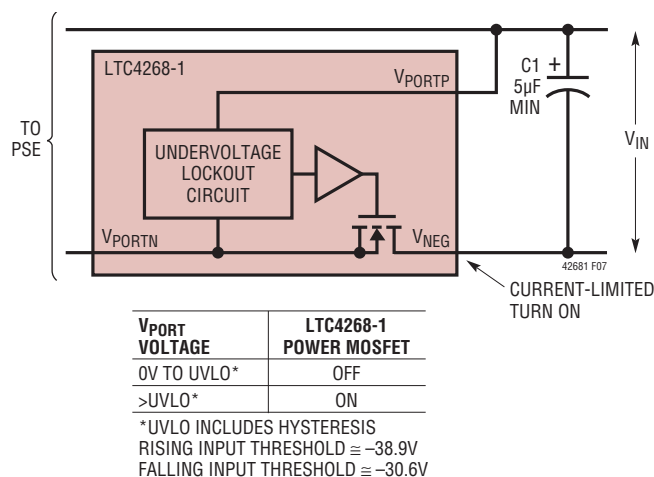 LTC4268-1
VPORTP
C1 +
5µF
MIN
TO
PSE
VIN
UNDERVOLTAGE
LOCKOUT
CIRCUIT
VPORTN
VNEG
42681 F07
CURRENT-LIMITED
TURN ON
VPORT VOLTAGE LTC4268-1 POWER MOSFET
0V TO UVLO* OFF
>UVLO* ON
*UVLO INCLUDES HYSTERESIS
RISING INPUT THRESHOLD ≅ –38.9V
FALLING INPUT THRESHOLD ≅ –30.6V